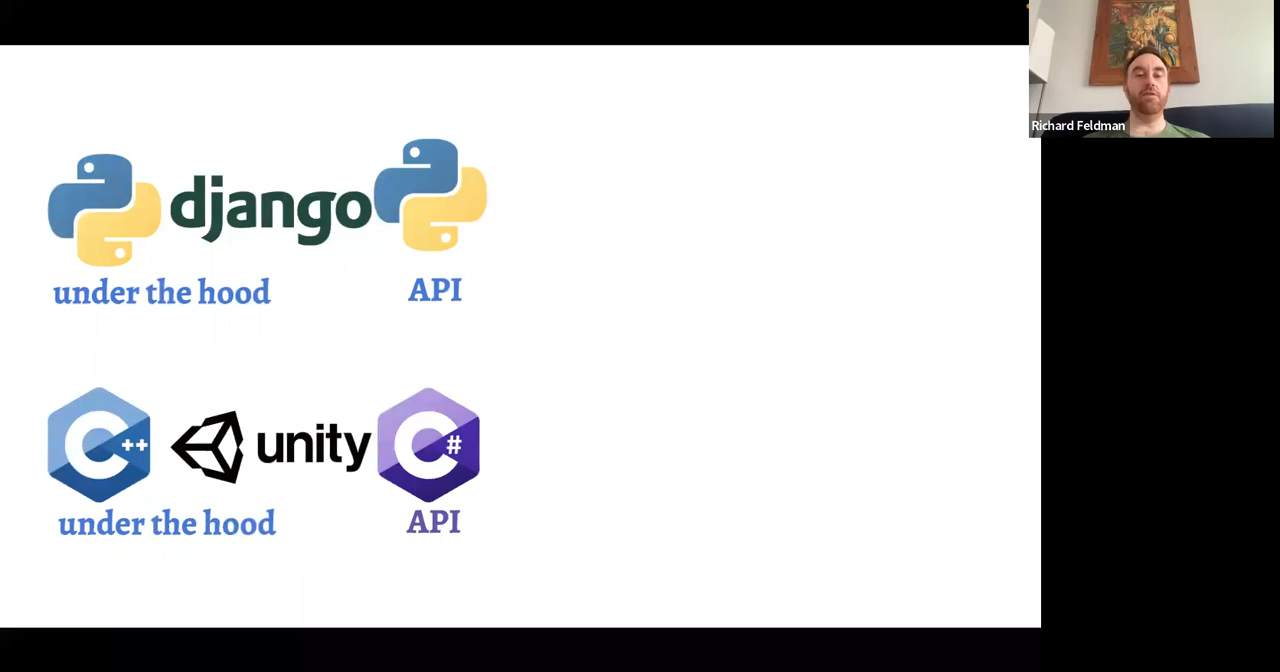 Richard Feldman
django
under the hood
API
C++
unity
C#
under the hood
API